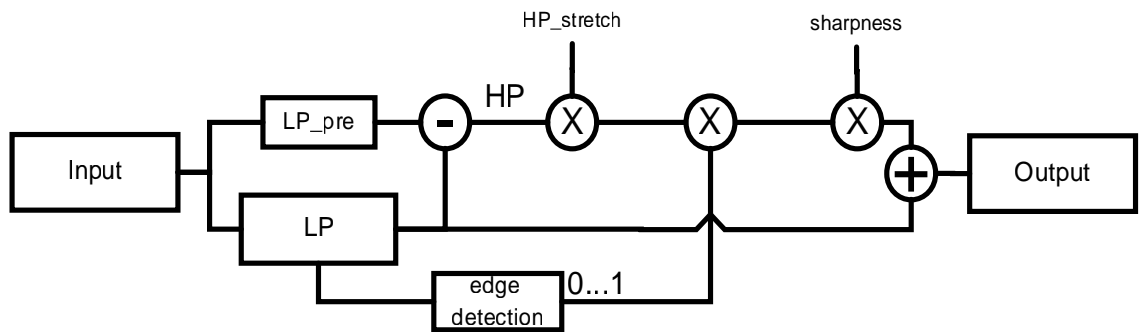 HP_stretch
sharpness
HP
LP_pre
-
X
X
X
Input
+
Output
LP
edge
detection
0...1